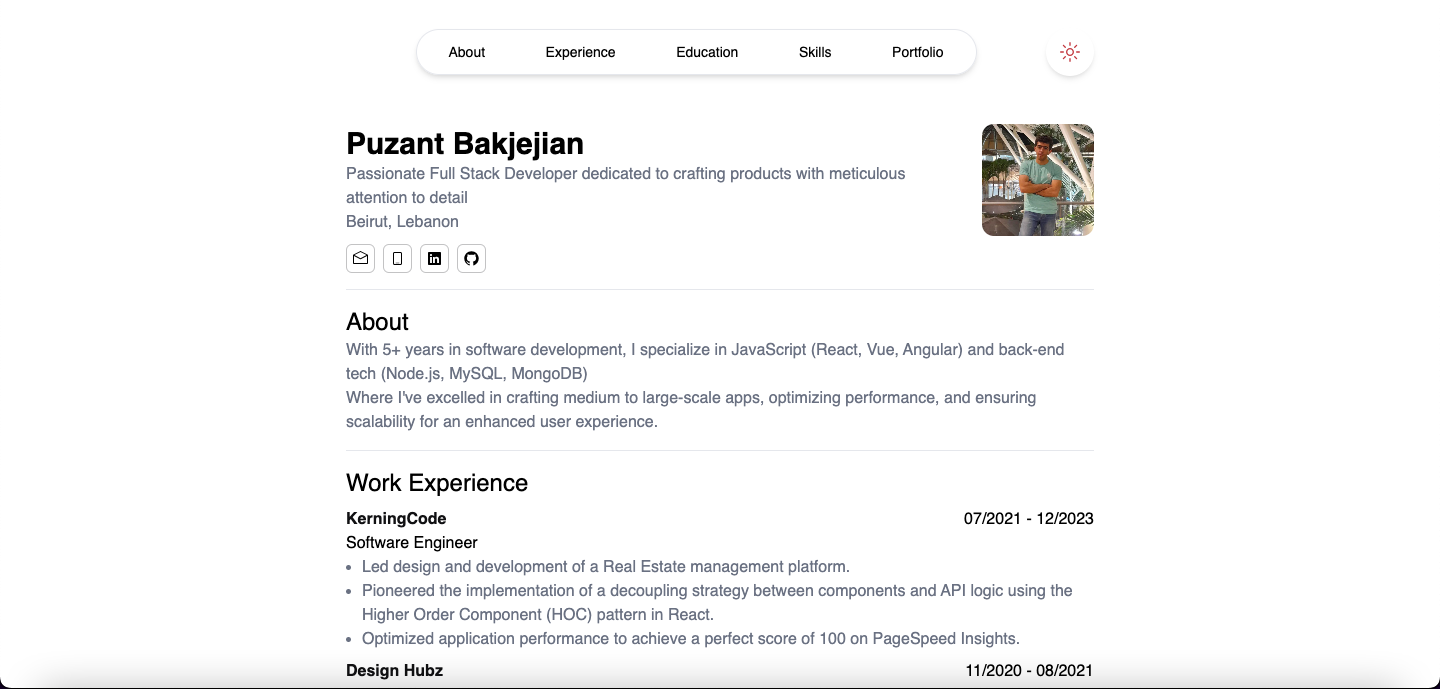 About Experience Education Skills Portfolio
Puzant Bakjejian
Passionate Full Stack Developer dedicated to crafting products with meticulous
attention to detail
Beirut, Lebanon
About
With 5+ years in software development, I specialize in JavaScript (React, Vue, Angular) and back-end
tech (Node.js, MySQL, MongoDB)
Where I've excelled in crafting medium to large-scale apps, optimizing performance, and ensuring
scalability for an enhanced user experience.
Work Experience
KerningCode 07/2021 - 12/2023
Software Engineer
• Led design and development of a Real Estate management platform.
• Pioneered the implementation of a decoupling strategy between components and API logic using the
Higher Order Component (HOC) pattern in React.
• Optimized application performance to achieve a perfect score of 100 on PageSpeed Insights.
Design Hubz 11/2020 - 08/2021